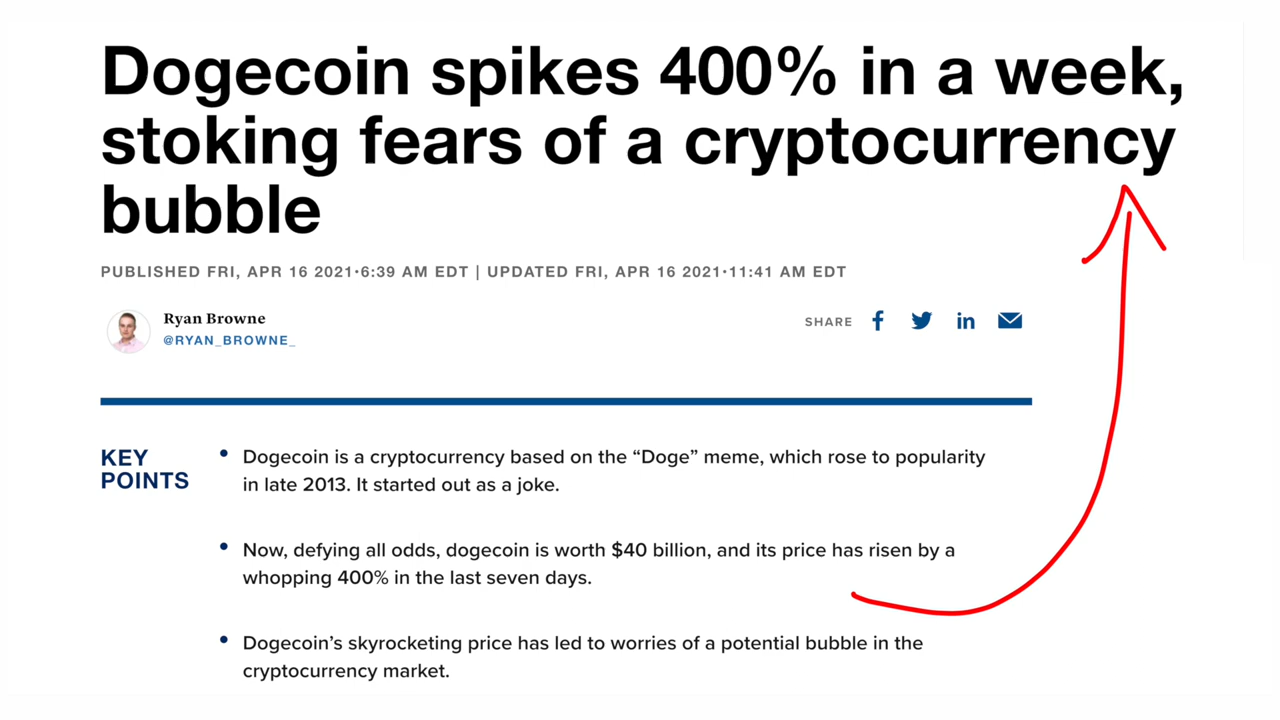 Dogecoin spikes 400% in a week,
stoking fears of a cryptocurrency
bubble
PUBLISHED FRI, APR 16 2021•6:39 AM EDT | UPDATED FRI, APR 16 2021•11:41 AM EDT
Ryan Browne
@RYAN_BROWNE_
SHARE
KEY
POINTS
• Dogecoin is a cryptocurrency based on the “Doge” meme, which rose to popularity
in late 2013. It started out as a joke.
• Now, defying all odds, dogecoin is worth $40 billion, and its price has risen by a
whopping 400% in the last seven days.
• Dogecoin’s skyrocketing price has led to worries of a potential bubble in the
cryptocurrency market.